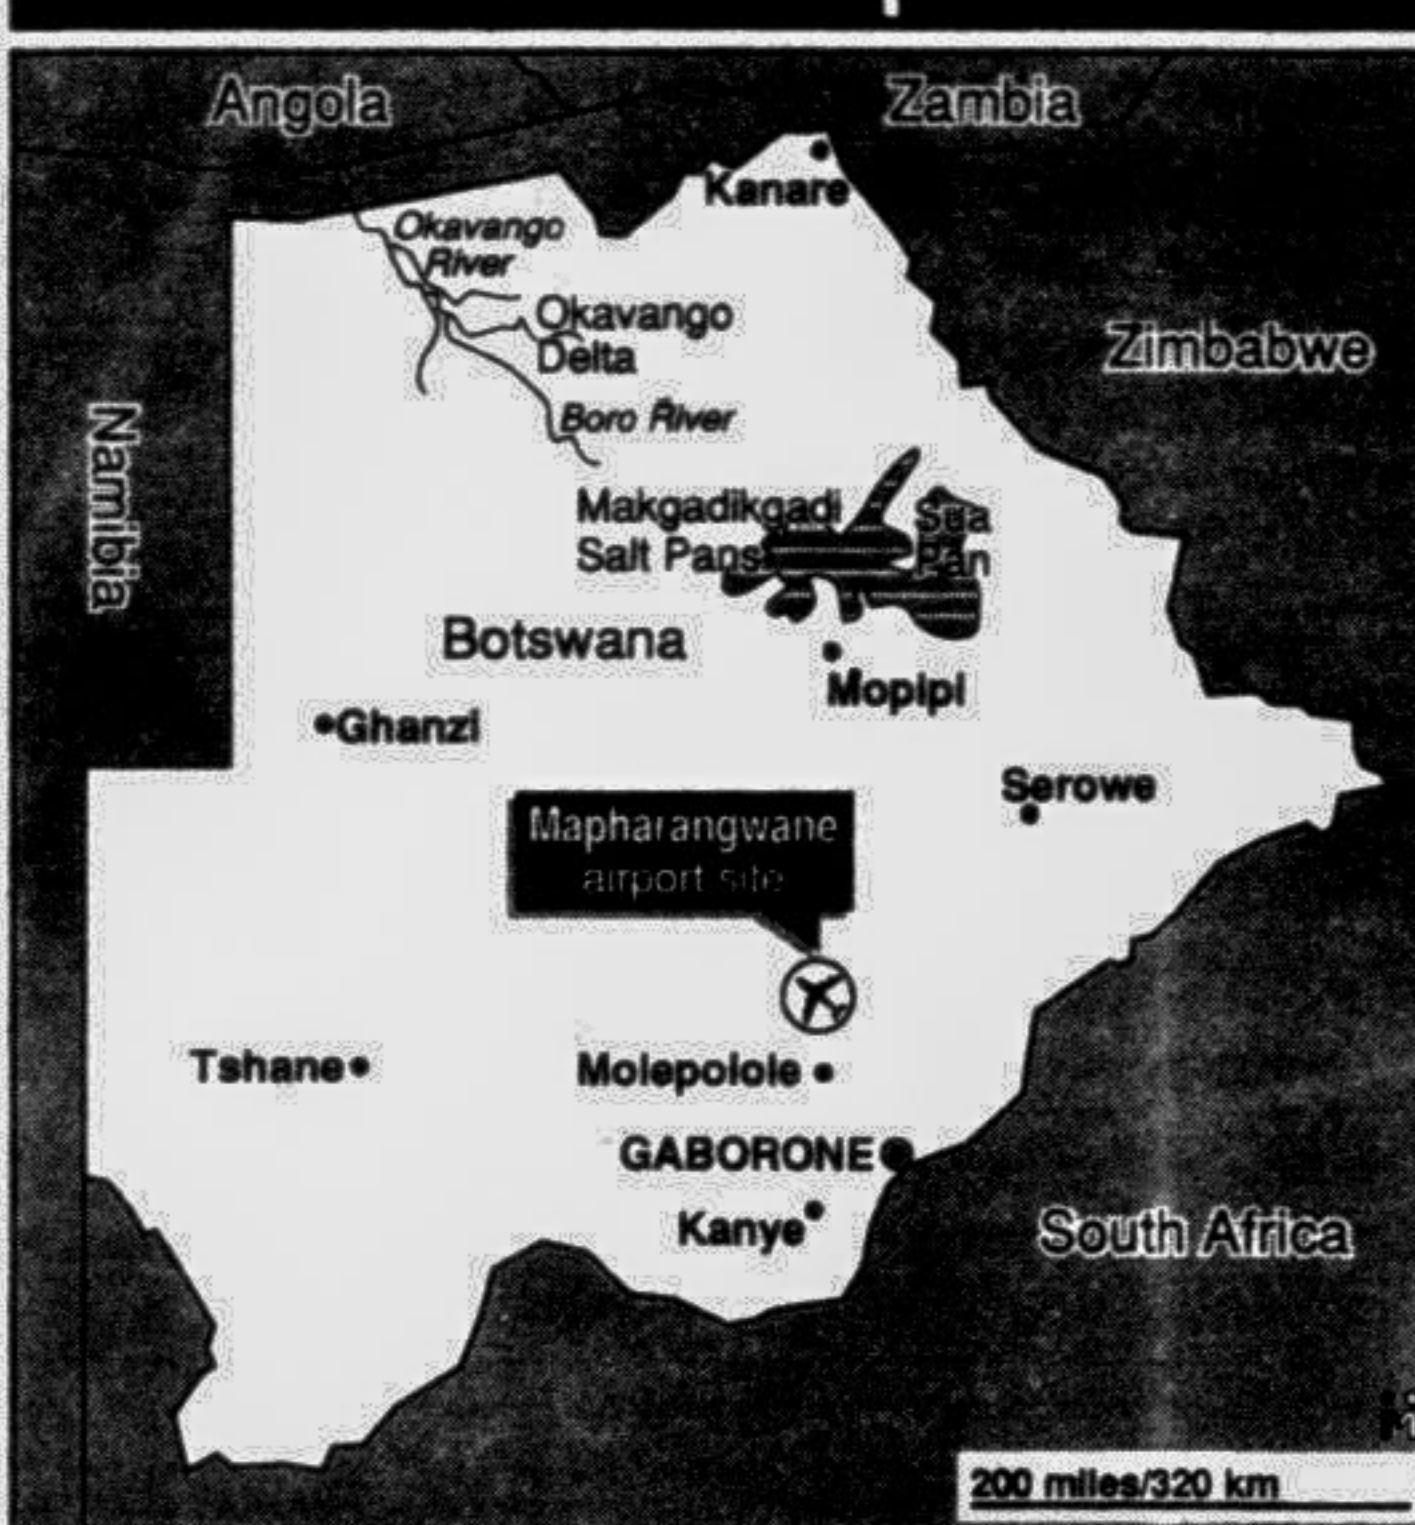 Angola
Zambia
Kanare
Okavango
River
Okavango
Delta
Zimbabwe
Boro River
Namibia
Makgadikgadi
Salt Pans
Sua
Pan
Botswana
Mopipi
Ghanzi
Serowe
Mapharangwane
airport site
Tshane
Molepolole
GABORONE
Kanye
South Africa
200 miles/320 km